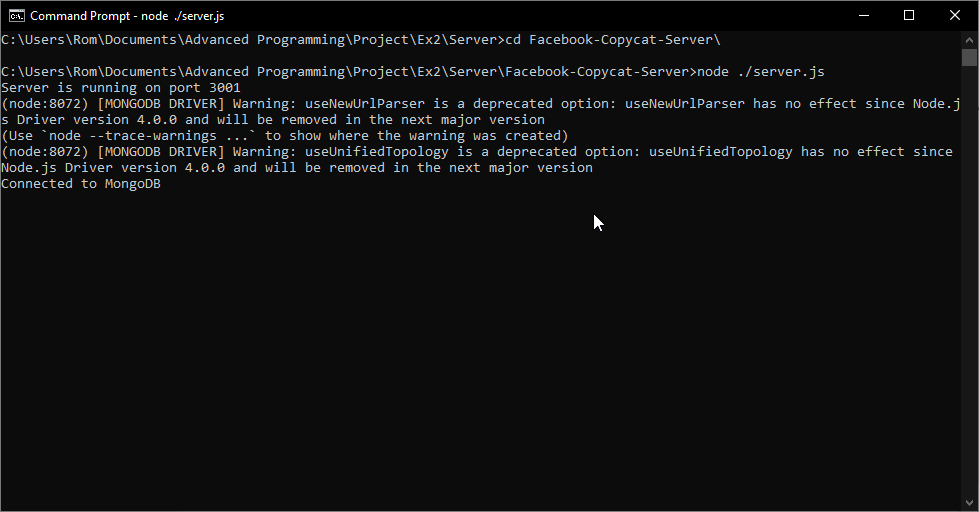 Command Prompt - node ./server.js
C:\Users\Rom\Documents\Advanced Programming\Project\Ex2\Server>cd Facebook-Copycat-Server\
C:\Users\Rom\Documents\Advanced Programming\Project\Ex2\Server\Facebook-Copycat-Server>node ./server.js
Server is running on port 3001
(node:8072) [MONGODB DRIVER] Warning: useNewUrlParser is a deprecated option: useNewUrlParser has no effect since Node.j
s Driver version 4.0.0 and will be removed in the next major version
(Use `node --trace-warnings ...` to show where the warning was created)
(node:8072) [MONGODB DRIVER] Warning: useUnifiedTopology is a deprecated option: useUnifiedTopology has no effect since
Node.js Driver version 4.0.0 and will be removed in the next major version
Connected to MongoDB